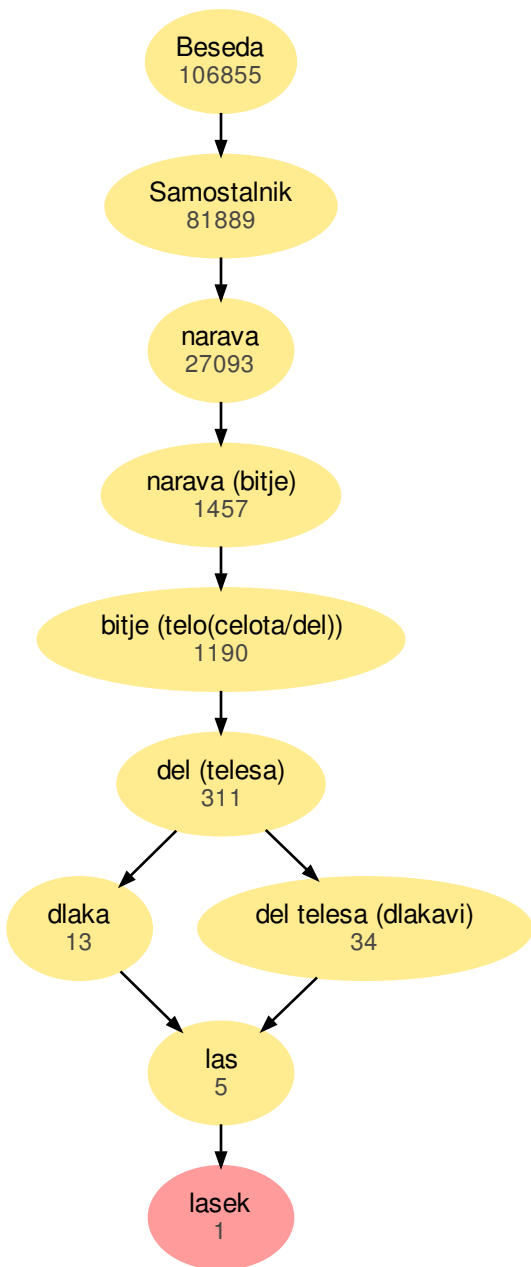 Beseda
106855
Samostalnik
81889
narava
27093
narava (bitje)
1457
bitje (telo(celota/del))
1190
del (telesa)
311
dlaka
13
del telesa (dlakavi)
34
las
5
lasek
1